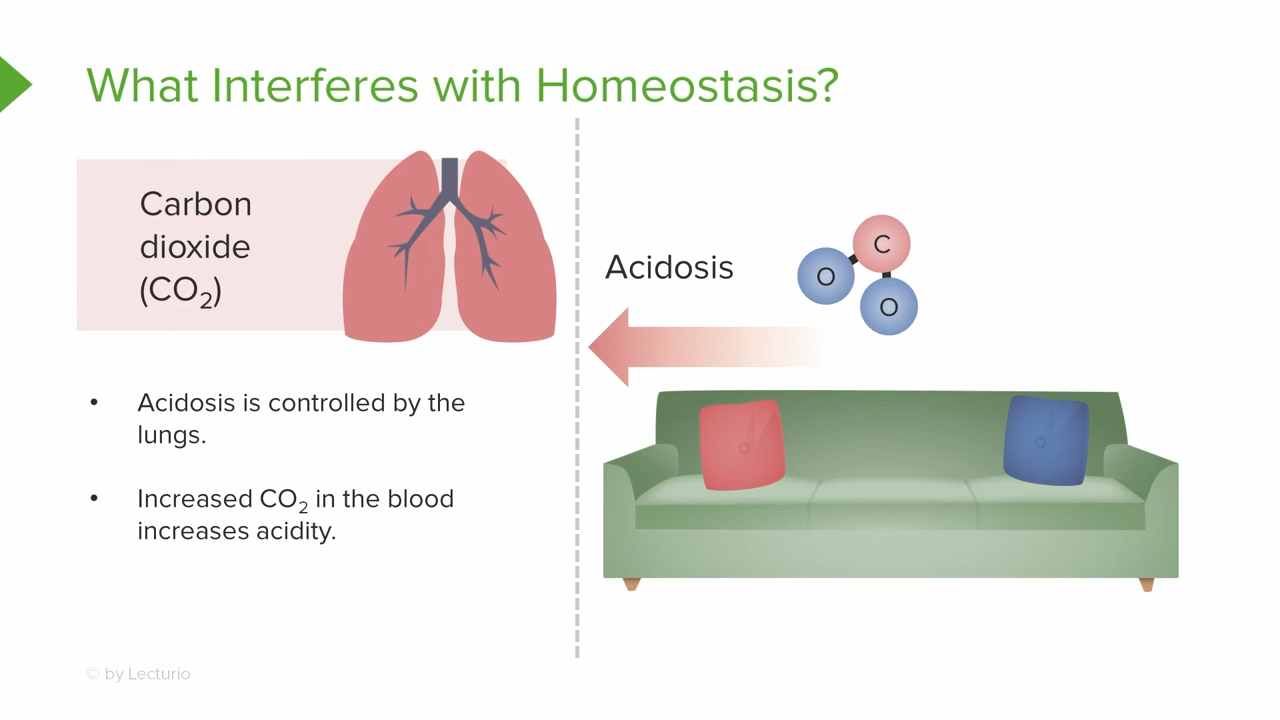 What Interferes with Homeostasis?
Carbon
dioxide
(CO₂)
• Acidosis is controlled by the
lungs.
• Increased CO₂ in the blood
increases acidity.
Acidosis
C
O
O
© by Lecturio